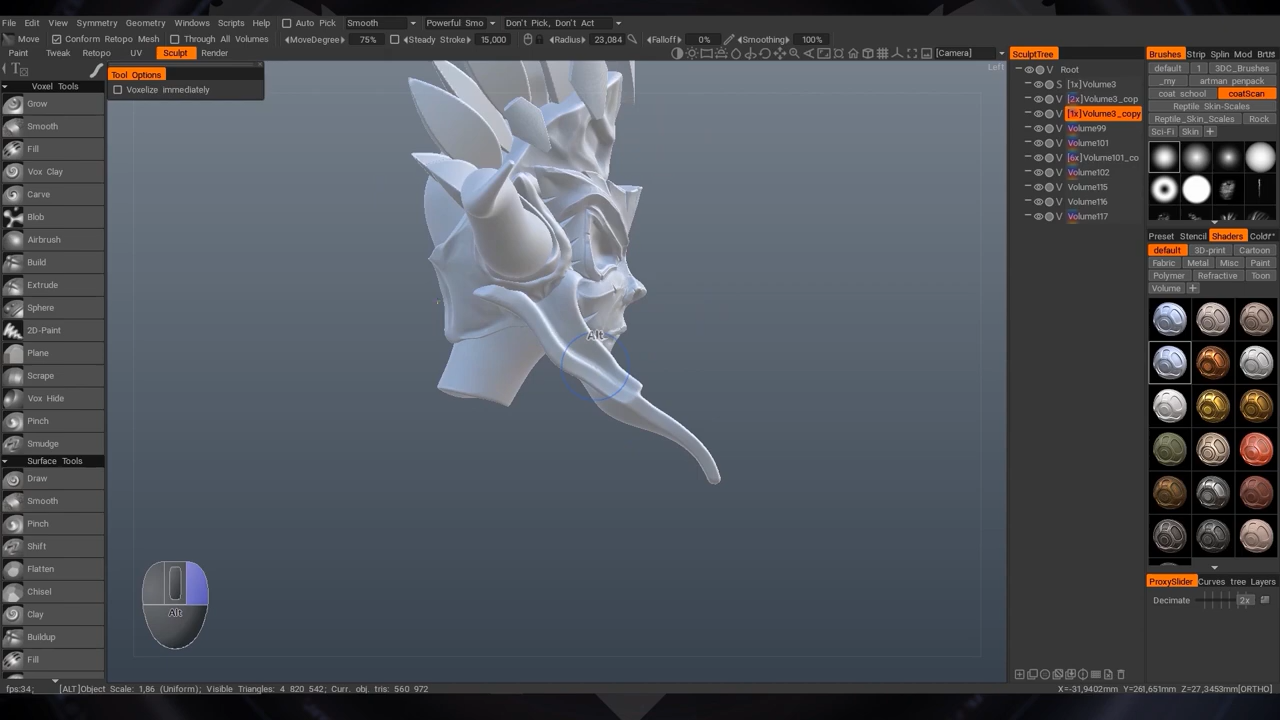 File Edit View Symmetry Geometry Windows Scripts Help Auto Pick Smooth Powerful Smo Don't Pick, Don't Act
Move Conform Retopo Mesh Through All Volumes MoveDegree 75% Steady Stroke 15,000 Radius 23,084 Falloff 0% Smoothing 100%
Paint Tweak Retopo UV Sculpt Render
[Camera]
Left
Tool Options
Voxelize immediately
Voxel Tools
Grow
Smooth
Fill
Vox Clay
Carve
Blob
Airbrush
Build
Extrude
Sphere
2D-Paint
Plane
Scrape
Vox Hide
Pinch
Smudge
Surface Tools
Draw
Smooth
Pinch
Shift
Flatten
Chisel
Clay
Buildup
Fill
Alt
Alt
SculptTree
V Root
S [1x]Volume3
V [2x]Volume3_cop
V [1x]Volume3_copy
V Volume99
V Volume101
V [6x]Volume101_co
V Volume102
V Volume115
V Volume116
V Volume117
Brushes Strip Splin Mod
default 1 3DC_Brushes
_my artman penpack
coat school coatScan
Reptile Skin-Scales
Reptile_Skin_Scales Rock
Sci-Fi Skin +
Preset Stencil Shaders Color
default 3D-print Cartoon
Fabric Metal Misc Paint
Polymer Refractive Toon
Volume +
ProxySlider Curves tree Layers
Decimate 2x
fps:34; [ALT]Object Scale: 1,86 (Uniform); Visible Triangles: 4 820 542; Curr. obj. tris: 560 972
X=-31,9402mm Y=261,651mm Z=27,3453mm[ORTHO]